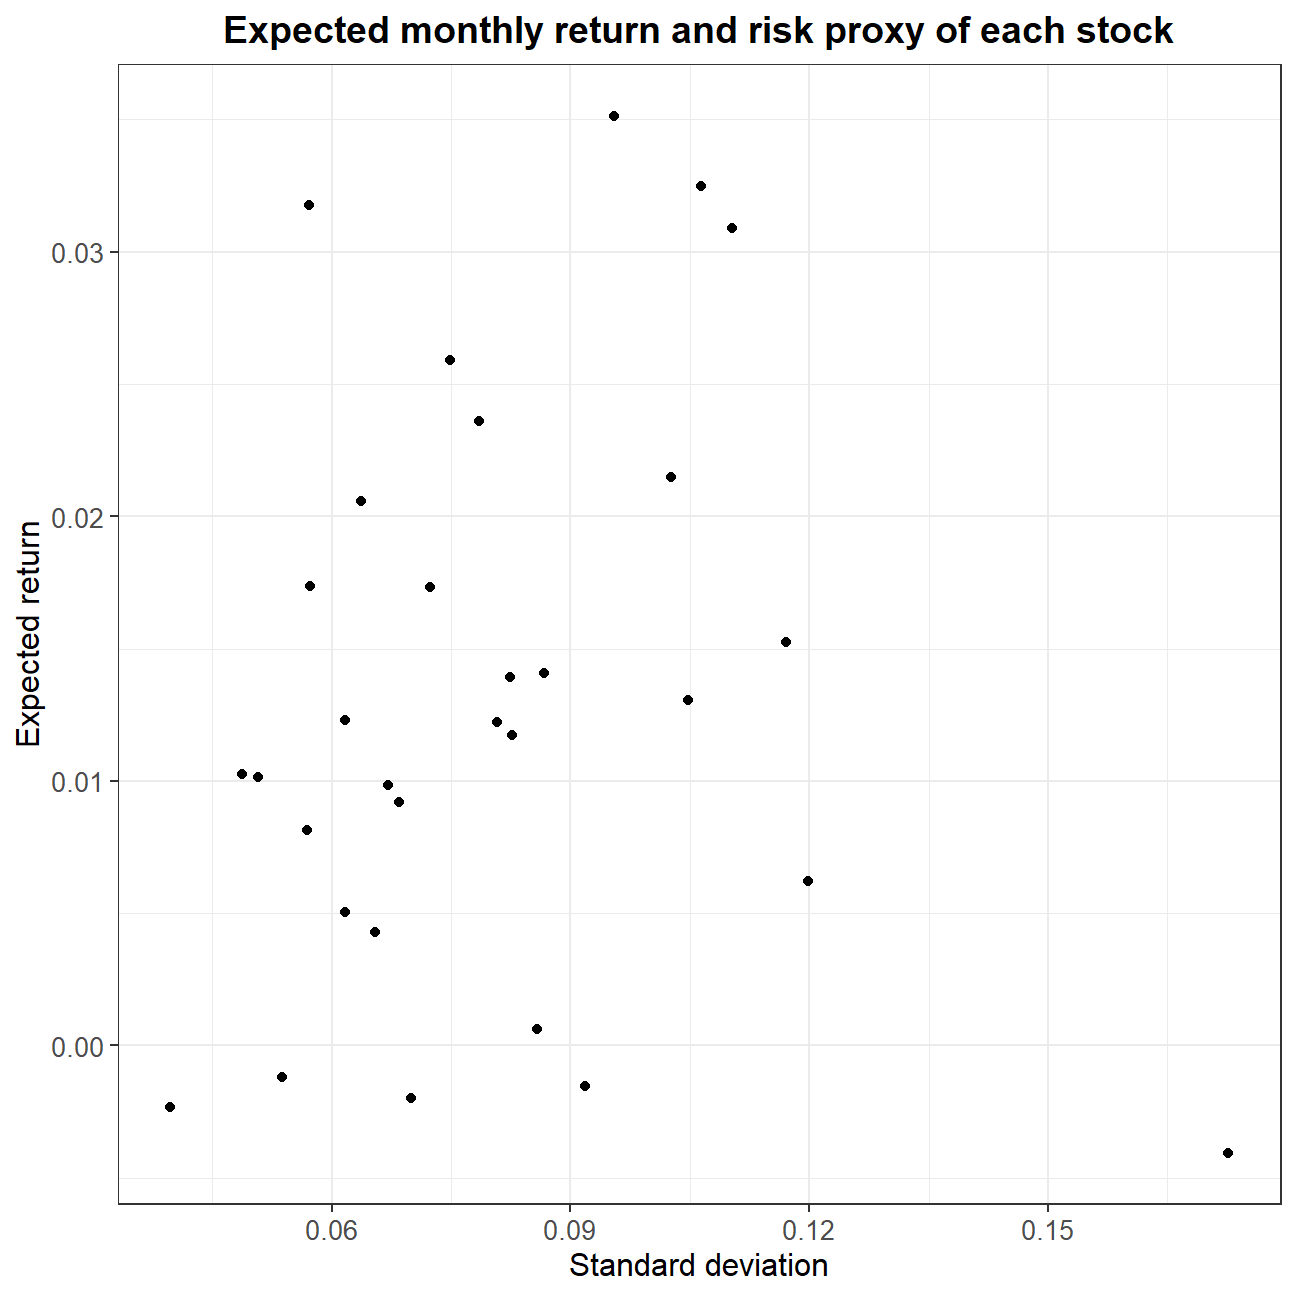 Expected monthly return and risk proxy of each stock
Expected return
0.03
0.02
0.01
0.00
0.06 0.09 0.12 0.15
Standard deviation